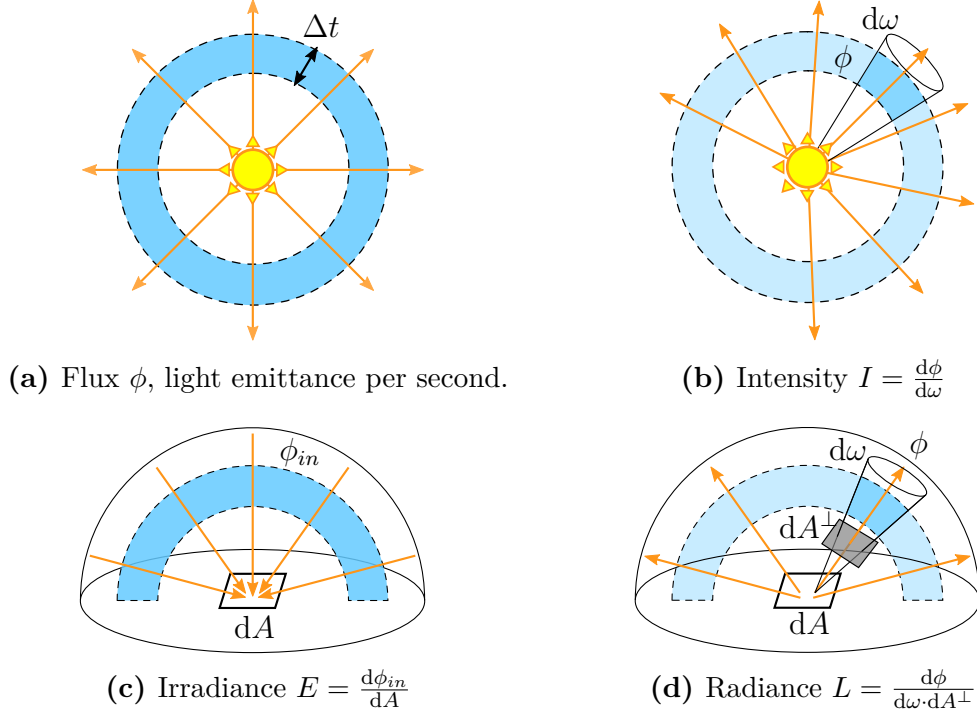 Δt
dω
ϕ
(a) Flux ϕ, light emittance per second.
(b) Intensity I = dϕ/dω
ϕ_in
dA
dω
ϕ
dA⊥
dA
(c) Irradiance E = dϕ_in/dA
(d) Radiance L = dϕ/dω·dA⊥